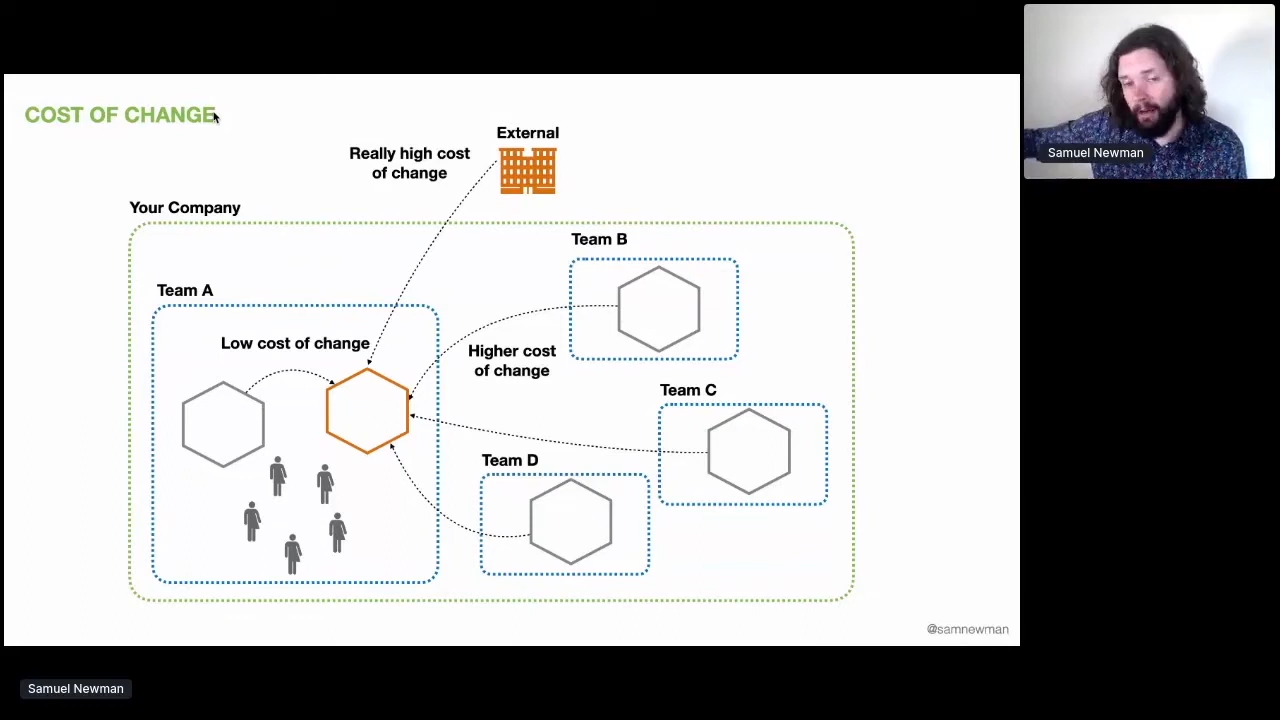 COST OF CHANGE
External
Really high cost
of change
Your Company
Team B
Team A
Low cost of change
Higher cost
of change
Team C
Team D
@samnewman
Samuel Newman
Samuel Newman